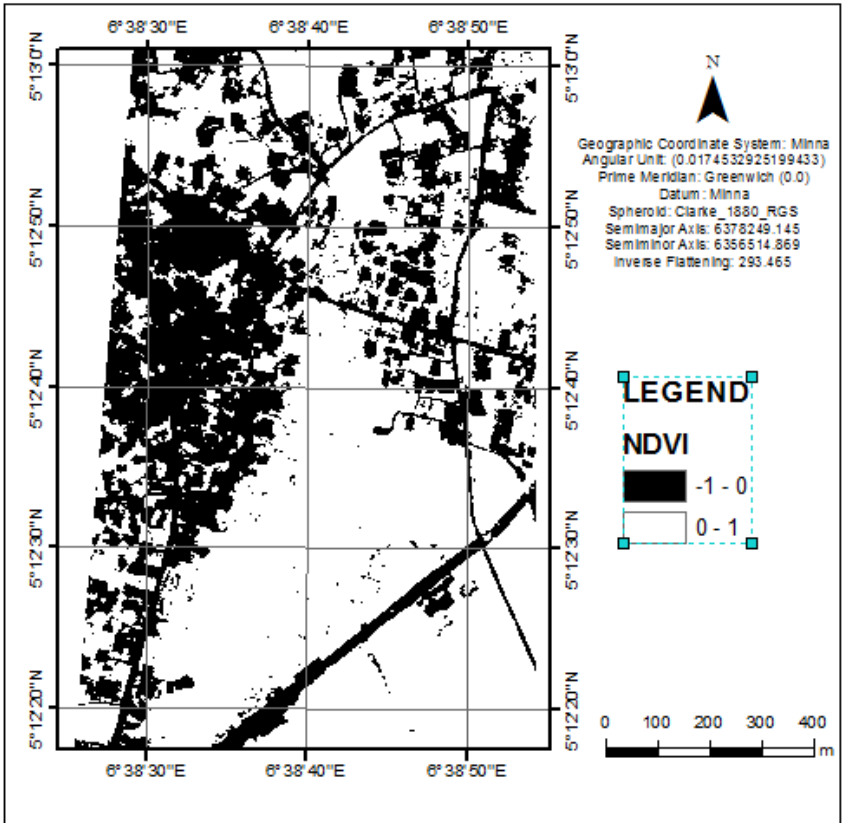 6° 38'30"E 6° 38'40"E 6° 38'50"E
5°13'0"N
5°12'50"N
5°12'40"N
5°12'30"N
5°12'20"N
5°13'0"N
5°12'50"N
5°12'40"N
5°12'30"N
5°12'20"N
6° 38'30"E 6° 38'40"E 6° 38'50"E
N
Geographic Coordinate System: Minna
Angular Unit: (0.0174532925199433)
Prime Meridian: Greenwich (0.0)
Datum: Minna
Spheroid: Clarke_1880_RGS
Semimajor Axis: 6378249.145
Semiminor Axis: 6356514.869
Inverse Flattening: 293.465
LEGEND
NDVI
-1 - 0
0 - 1
0 100 200 300 400
m